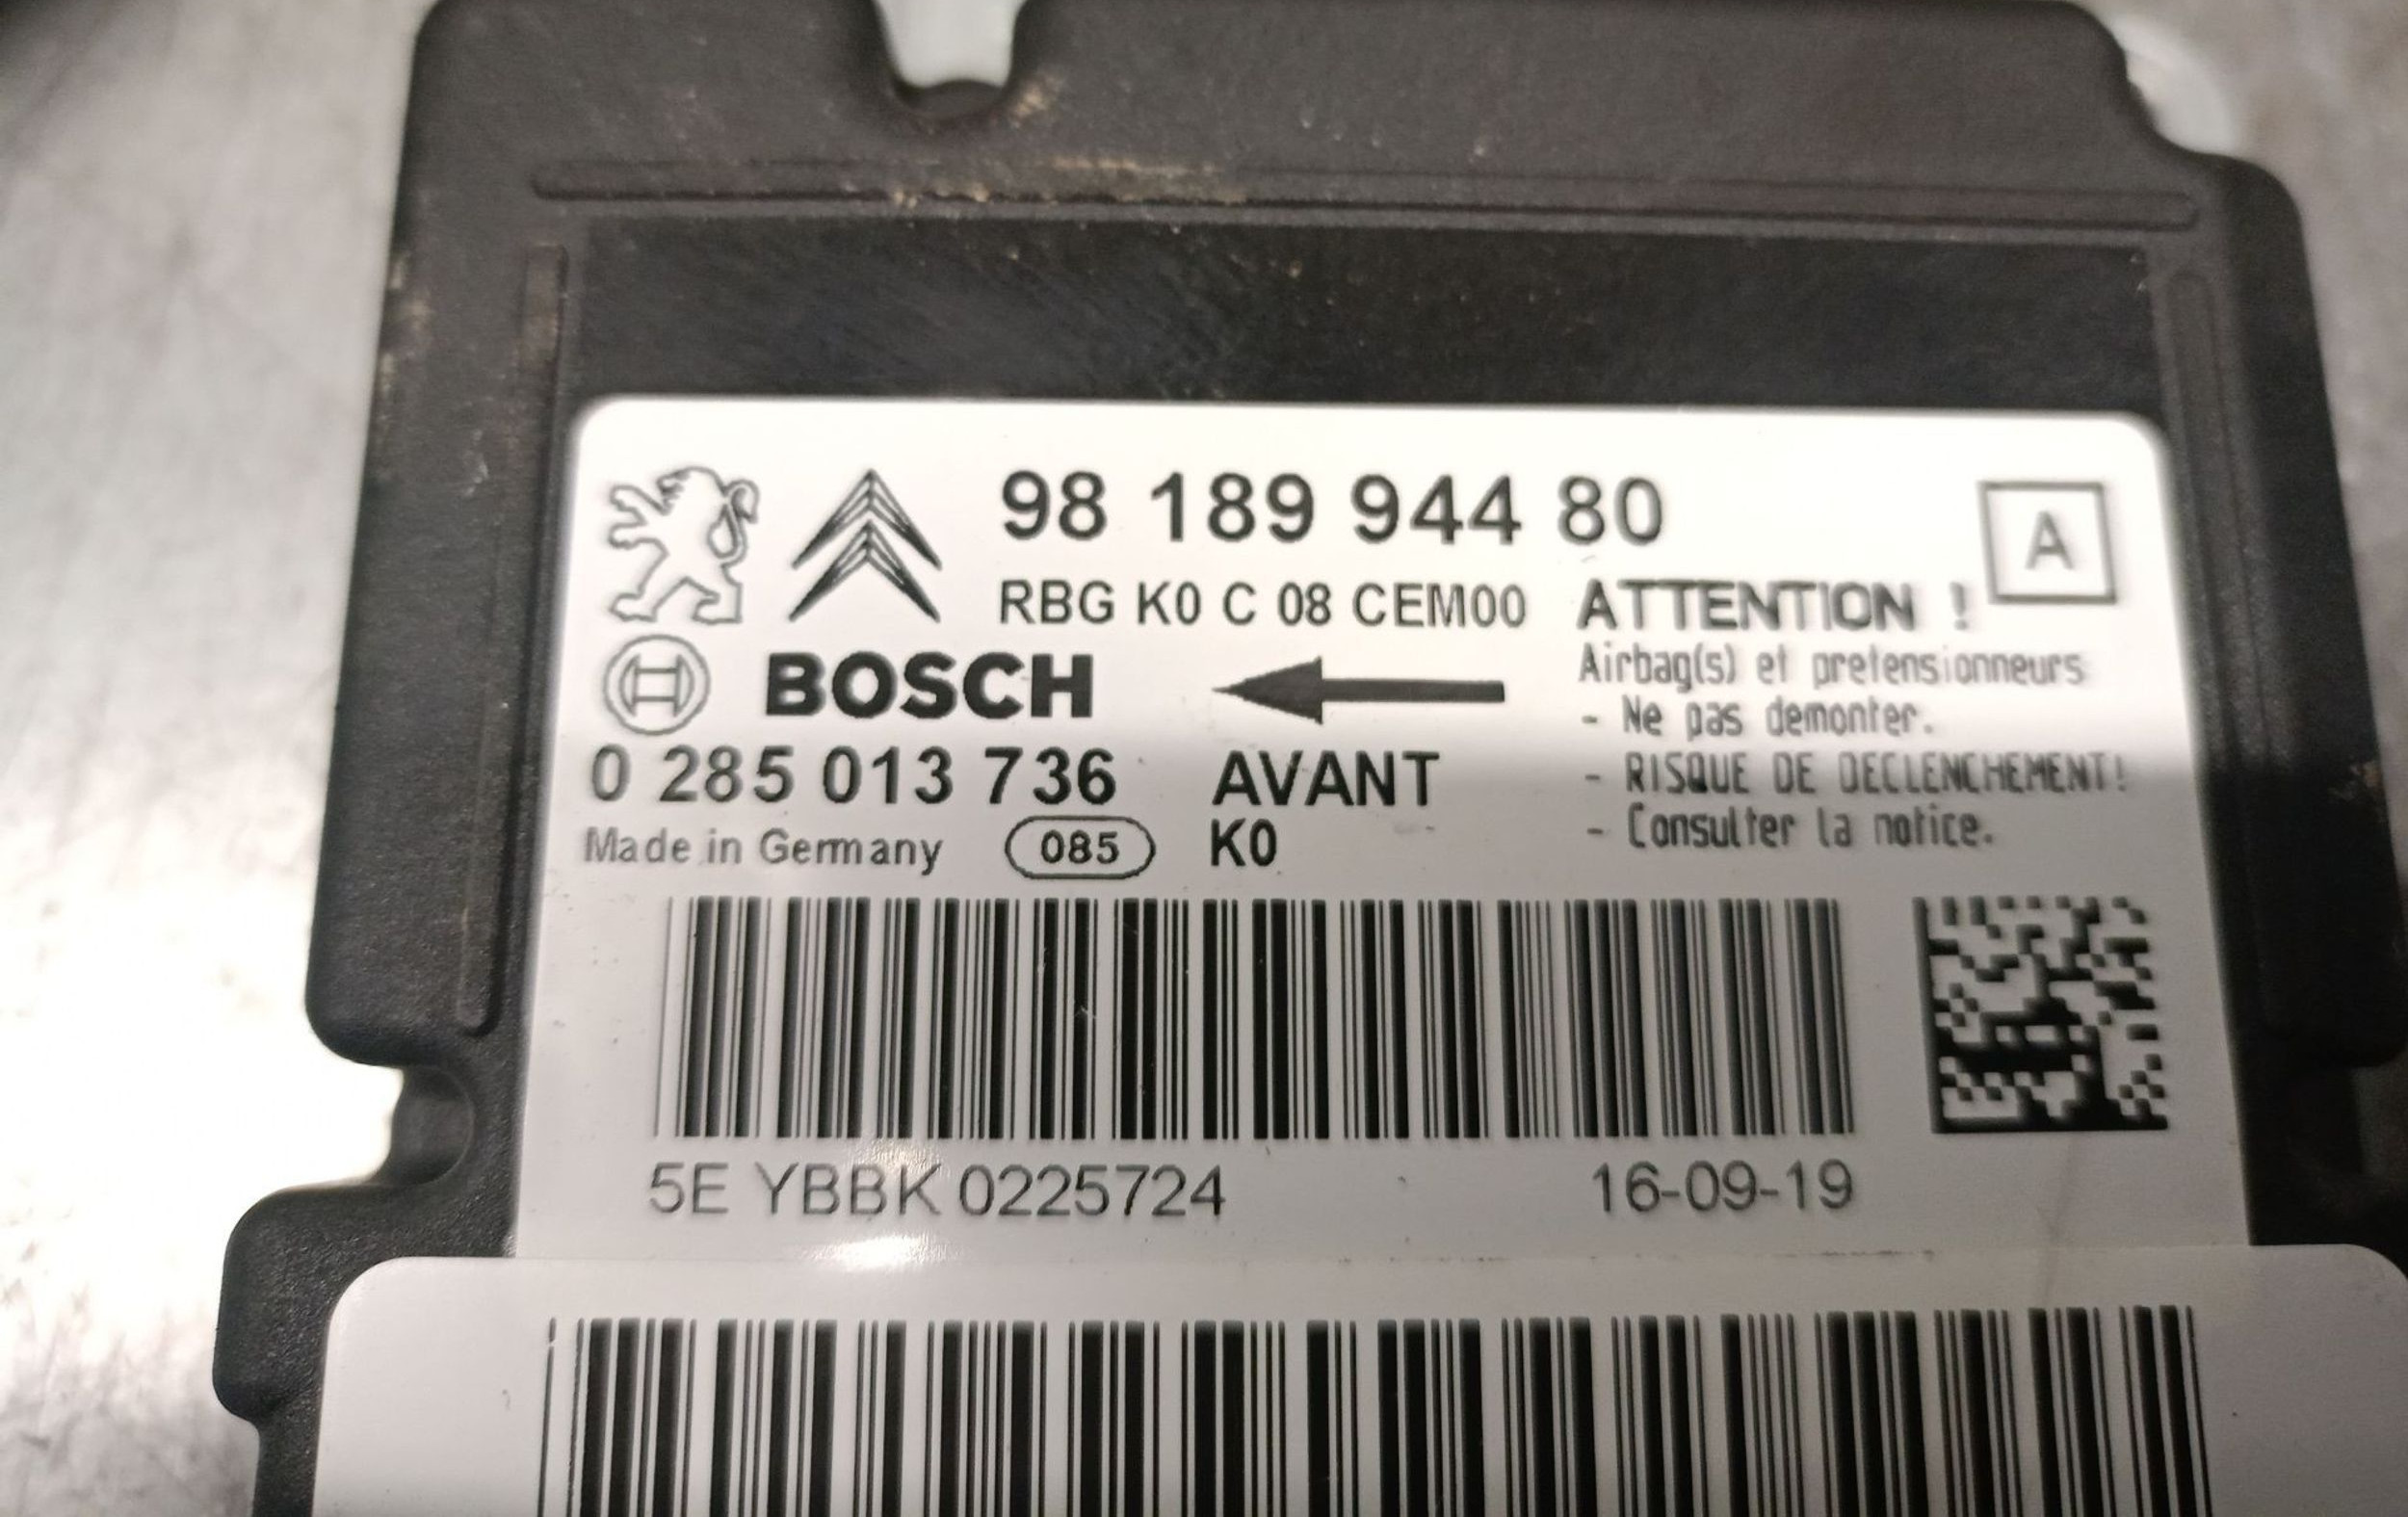 98 189 944 80
A
RBG K0 C 08 CEM00
ATTENTION !
BOSCH
Airbag(s) et pretensionneurs
- Ne pas demonter.
0 285 013 736
AVANT
- RISQUE DE DECLENCHEMENT!
Made in Germany
085
K0
- Consulter la notice.
5E YBBK 0225724
16-09-19